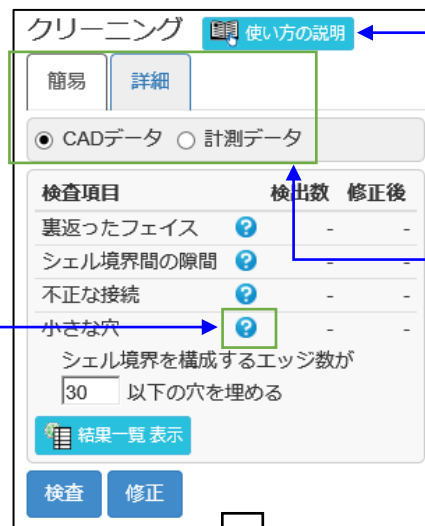 クリーニング 使い方の説明
簡易 詳細
CADデータ 計測データ
検査項目 検出数 修正後
裏返ったフェイス ? - -
シェル境界間の隙間 ? - -
不正な接続 ? - -
小さな穴 ? - -
シェル境界を構成するエッジ数が
30 以下の穴を埋める
結果一覧 表示
検査 修正